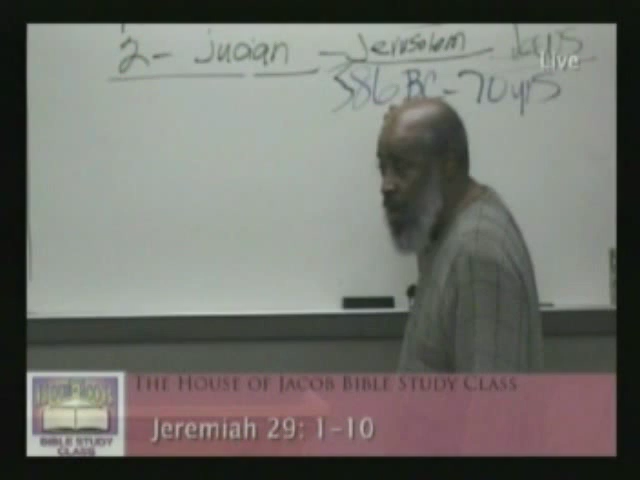 2 - Judah - Jerusalem - Jews
Live
586 BC - 70 yrs
THE HOUSE OF JACOB BIBLE STUDY CLASS
Jeremiah 29: 1-10
BIBLE STUDY
CLASS